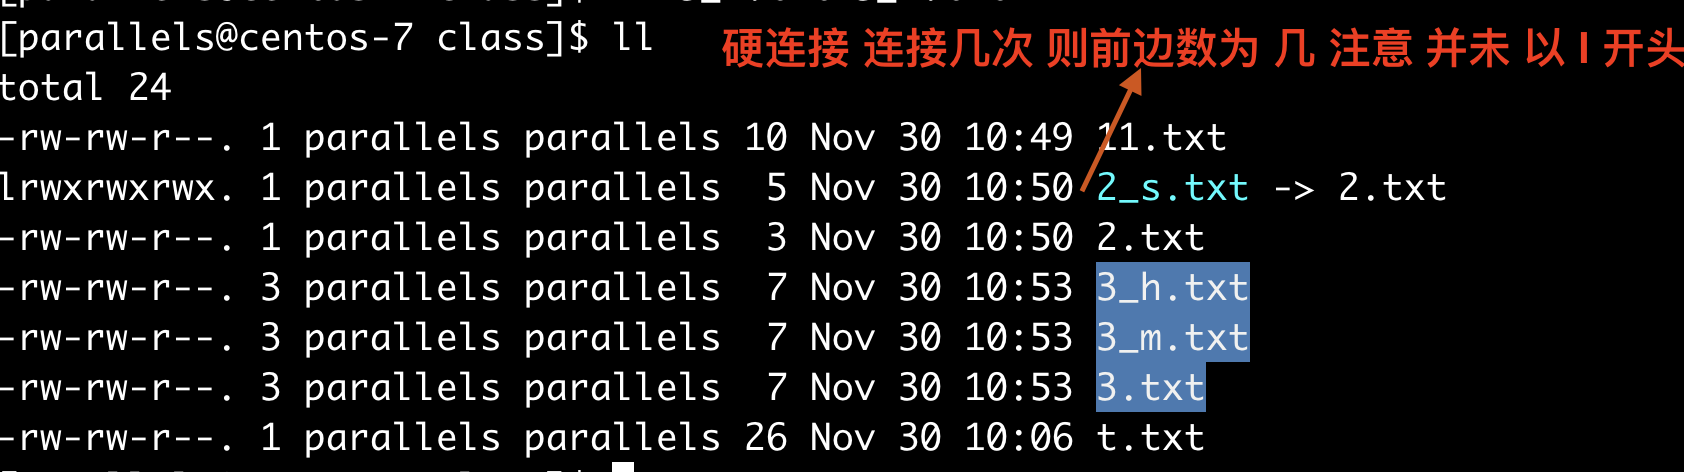 [parallels@centos-7 class]$ ll
硬连接 连接几次 则前边数为 几 注意 并未 以 l 开头
total 24
-rw-rw-r--. 1 parallels parallels 10 Nov 30 10:49 11.txt
lrwxrwxrwx. 1 parallels parallels  5 Nov 30 10:50 2_s.txt -> 2.txt
-rw-rw-r--. 1 parallels parallels  3 Nov 30 10:50 2.txt
-rw-rw-r--. 3 parallels parallels  7 Nov 30 10:53 3_h.txt
-rw-rw-r--. 3 parallels parallels  7 Nov 30 10:53 3_m.txt
-rw-rw-r--. 3 parallels parallels  7 Nov 30 10:53 3.txt
-rw-rw-r--. 1 parallels parallels 26 Nov 30 10:06 t.txt